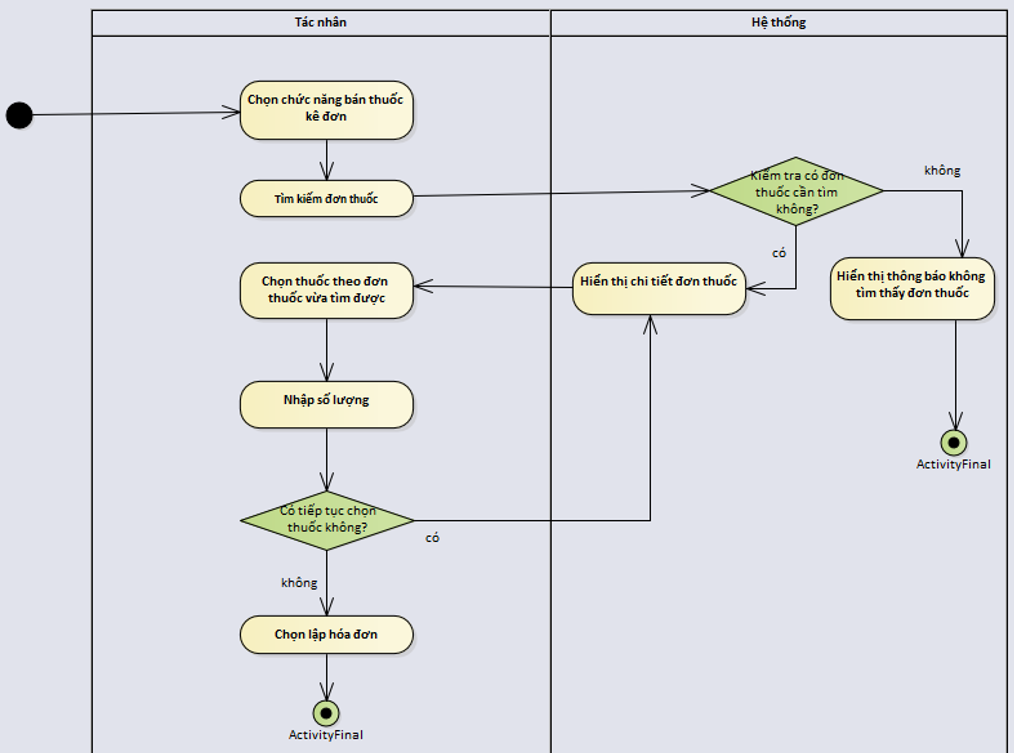 Tác nhân
Hệ thống
Chọn chức năng bán thuốc
kê đơn
Tìm kiếm đơn thuốc
Kiểm tra có đơn
thuốc cần tìm
không?
không
có
Chọn thuốc theo đơn
thuốc vừa tìm được
Hiển thị chi tiết đơn thuốc
Hiển thị thông báo không
tìm thấy đơn thuốc
Nhập số lượng
ActivityFinal
Có tiếp tục chọn
thuốc không?
có
không
Chọn lập hóa đơn
ActivityFinal